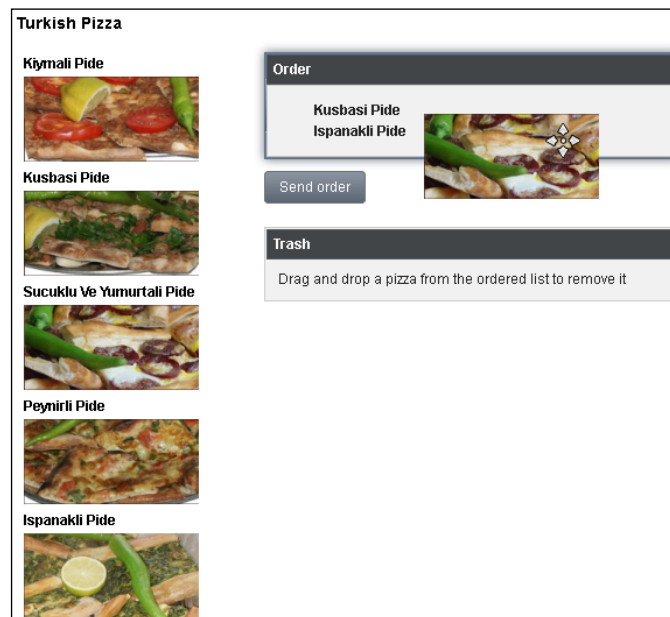 Turkish Pizza
Kiymali Pide
Kusbasi Pide
Sucuklu Ve Yumurtali Pide
Peynirli Pide
Ispanakli Pide
Order
Kusbasi Pide
Ispanakli Pide
Send order
Trash
Drag and drop a pizza from the ordered list to remove it